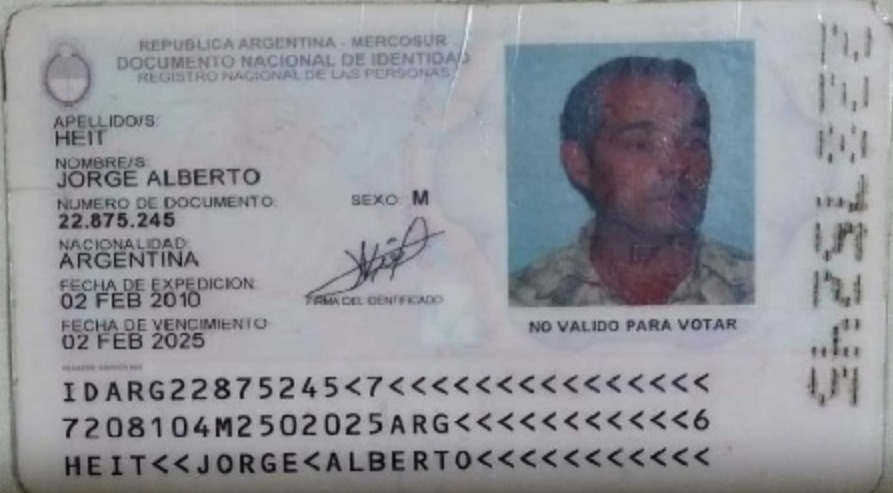 REPUBLICA ARGENTINA - MERCOSUR
DOCUMENTO NACIONAL DE IDENTIDAD
REGISTRO NACIONAL DE LAS PERSONAS
APELLIDO/S:
HEIT
NOMBRE/S:
JORGE ALBERTO
NUMERO DE DOCUMENTO: SEXO: M
22.875.245
NACIONALIDAD:
ARGENTINA
FECHA DE EXPEDICION:
02 FEB 2010
FIRMA DEL IDENTIFICADO
FECHA DE VENCIMIENTO
02 FEB 2025
NO VALIDO PARA VOTAR
IDARG22875245<7<<<<<<<<<<<<<<<
7208104M2502025ARG<<<<<<<<<<<6
HEIT<<JORGE<ALBERTO<<<<<<<<<<<